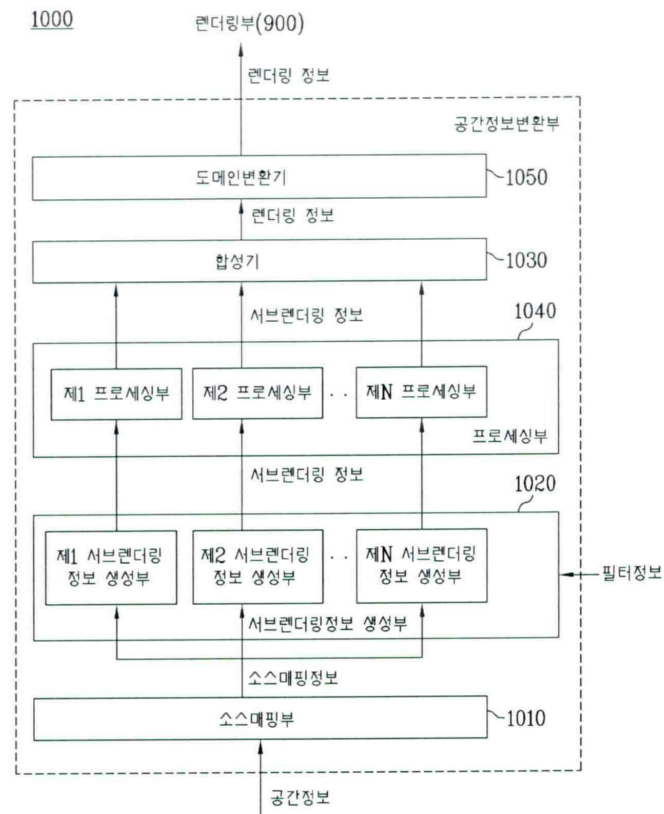 1000
렌더링부(900)
렌더링 정보
공간정보변환부
도메인변환기
1050
렌더링 정보
합성기
1030
서브렌더링 정보
1040
제1 프로세싱부
제2 프로세싱부
. .
제N 프로세싱부
프로세싱부
서브렌더링 정보
1020
제1 서브렌더링
정보 생성부
제2 서브렌더링
정보 생성부
. .
제N 서브렌더링
정보 생성부
필터정보
서브렌더링정보 생성부
소스매핑정보
소스매핑부
1010
공간정보